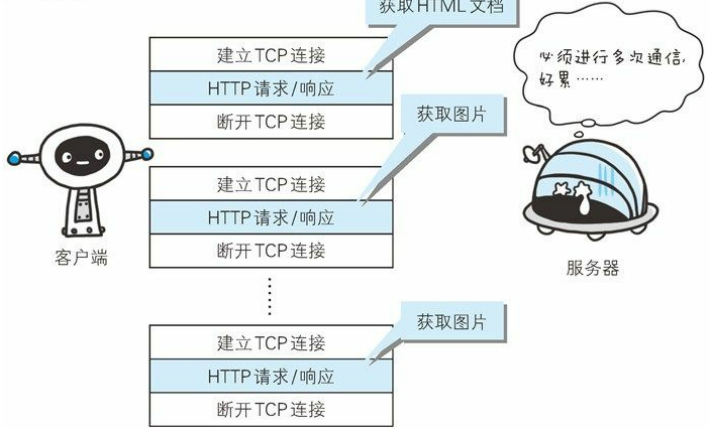 获取HTML文档
建立TCP连接
HTTP请求/响应
断开TCP连接
必须进行多次通信,
好累……
获取图片
建立TCP连接
HTTP请求/响应
断开TCP连接
客户端
服务器
……
获取图片
建立TCP连接
HTTP请求/响应
断开TCP连接